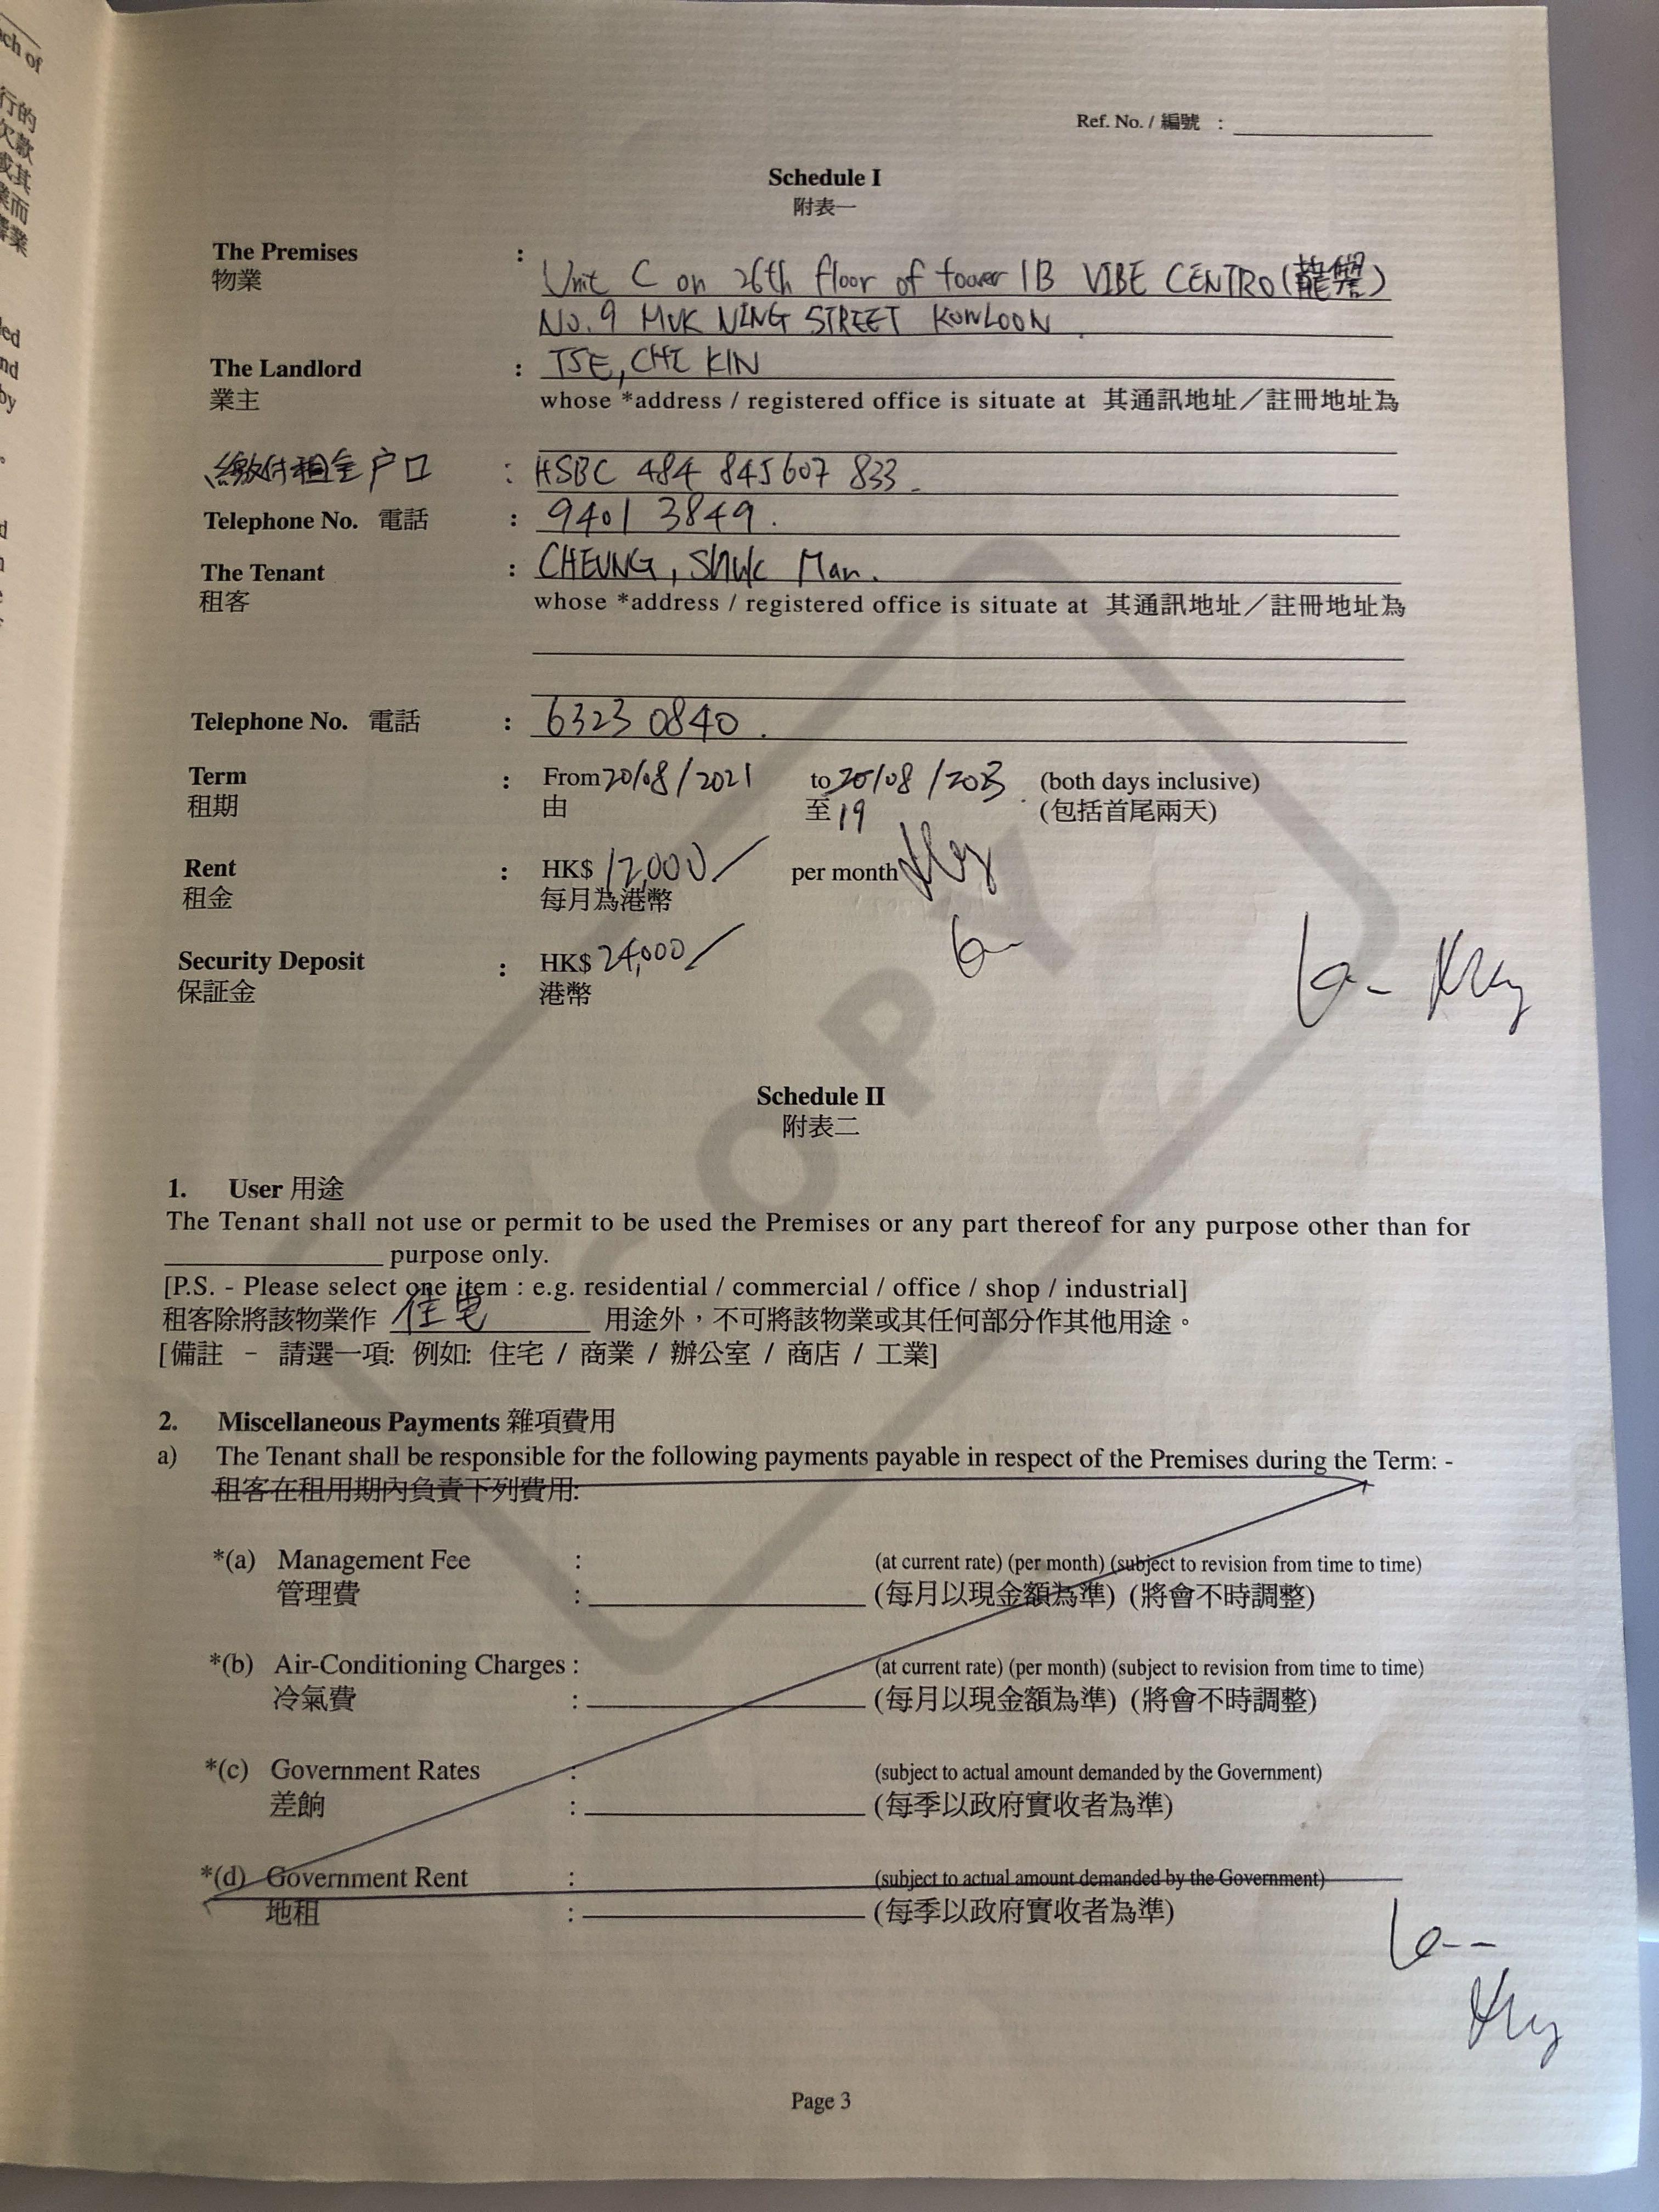 ach of
行的
欠款
或其
業而
響業
Ref. No. / 編號 :
Schedule I
附表一
The Premises : Unit C on 26th floor of tower 1B VIBE CENTRO (龍譽)
物業
No. 9 MUK NING STREET KOWLOON
The Landlord : TSE, CHI KIN
業主 whose *address / registered office is situate at 其通訊地址／註冊地址為
繳付租金户口 : HSBC 484 845607 833
Telephone No. 電話 : 9401 3849.
The Tenant : CHEUNG, Shuk Man.
租客 whose *address / registered office is situate at 其通訊地址／註冊地址為
Telephone No. 電話 : 6323 0840.
Term : From 20/08/2021 to 20/08/2023 (both days inclusive)
租期 由 至 19 (包括首尾兩天)
Rent : HK$ 12,000/ per month
租金 每月為港幣
Security Deposit : HK$ 24,000/
保証金 港幣
COPY
Schedule II
附表二
1. User 用途
The Tenant shall not use or permit to be used the Premises or any part thereof for any purpose other than for
purpose only.
[P.S. - Please select one item : e.g. residential / commercial / office / shop / industrial]
租客除將該物業作 住宅 用途外，不可將該物業或其任何部分作其他用途。
[備註 － 請選一項: 例如: 住宅 / 商業 / 辦公室 / 商店 / 工業]
2. Miscellaneous Payments 雜項費用
a) The Tenant shall be responsible for the following payments payable in respect of the Premises during the Term: -
租客在租用期內負責下列費用:
*(a) Management Fee : (at current rate) (per month) (subject to revision from time to time)
管理費 : (每月以現金額為準) (將會不時調整)
*(b) Air-Conditioning Charges : (at current rate) (per month) (subject to revision from time to time)
冷氣費 : (每月以現金額為準) (將會不時調整)
*(c) Government Rates : (subject to actual amount demanded by the Government)
差餉 : (每季以政府實收者為準)
*(d) Government Rent : (subject to actual amount demanded by the Government)
地租 : (每季以政府實收者為準)
Page 3